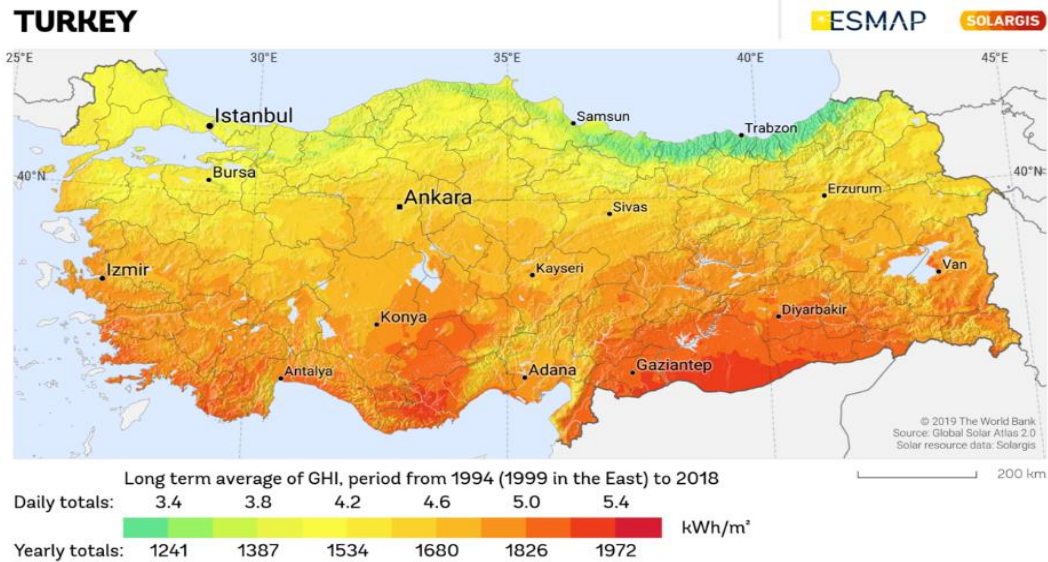 TURKEY
ESMAP
SOLARGIS
25°E 30°E 35°E 40°E 45°E
Istanbul
Samsun
Trabzon
Bursa
40°N
40°N
Ankara
Erzurum
Sivas
Izmir
Kayseri
Van
Konya
Diyarbakir
Antalya
Adana
Gaziantep
© 2019 The World Bank
Source: Global Solar Atlas 2.0
Solar resource data: Solargis
Long term average of GHI, period from 1994 (1999 in the East) to 2018
200 km
Daily totals: 3.4 3.8 4.2 4.6 5.0 5.4
kWh/m²
Yearly totals: 1241 1387 1534 1680 1826 1972